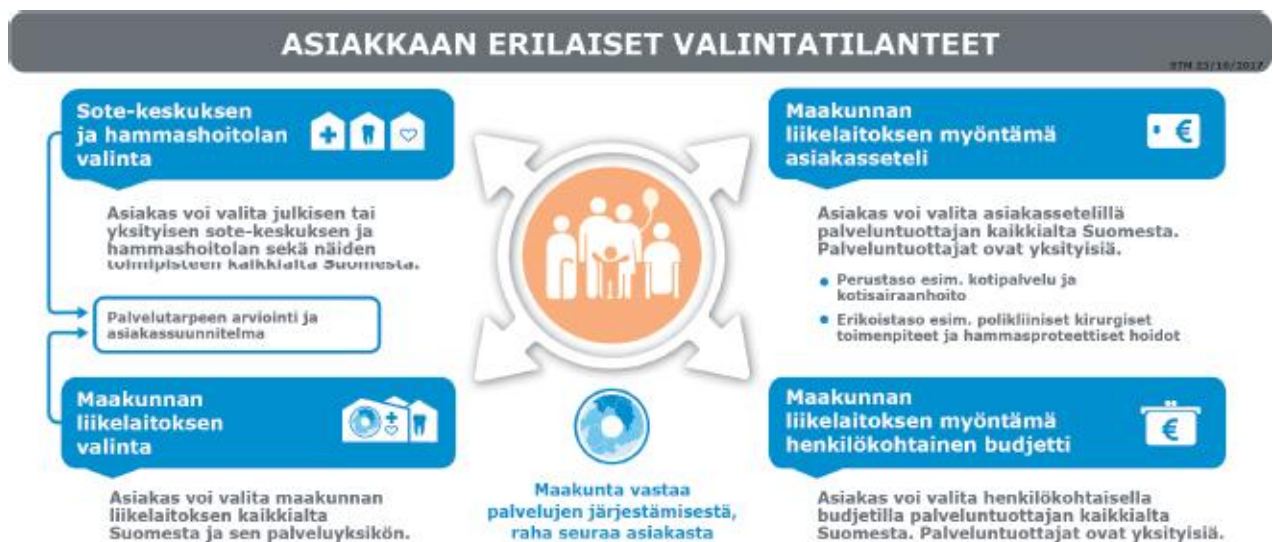 ASIAKKAAN ERILAISET VALINTATILANTEET
STM 23/10/2017
Sote-keskuksen
ja hammashoitolan
valinta
Asiakas voi valita julkisen tai
yksityisen sote-keskuksen ja
hammashoitolan sekä näiden
toimipisteen kaikkialta Suomesta.
Palvelutarpeen arviointi ja
asiakassuunnitelma
Maakunnan
liikelaitoksen
valinta
Asiakas voi valita maakunnan
liikelaitoksen kaikkialta
Suomesta ja sen palveluyksikön.
Maakunta vastaa
palvelujen järjestämisestä,
raha seuraa asiakasta
Maakunnan
liikelaitoksen myöntämä
asiakasseteli
€
Asiakas voi valita asiakassetelillä
palveluntuottajan kaikkialta Suomesta.
Palveluntuottajat ovat yksityisiä.
• Perustaso esim. kotipalvelu ja
kotisairaanhoito
• Erikoistaso esim. polikliiniset kirurgiset
toimenpiteet ja hammasproteettiset hoidot
Maakunnan
liikelaitoksen myöntämä
henkilökohtainen budjetti
€
Asiakas voi valita henkilökohtaisella
budjetilla palveluntuottajan kaikkialta
Suomesta. Palveluntuottajat ovat yksityisiä.